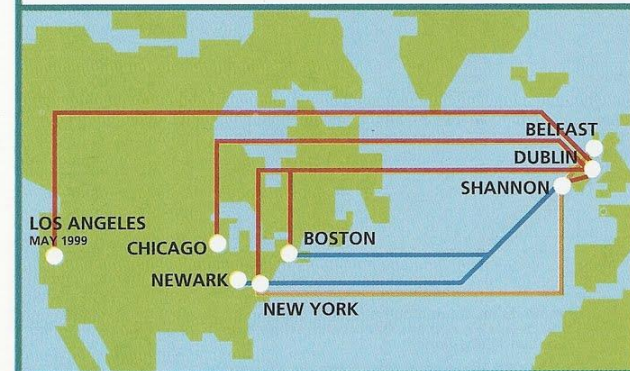 BELFAST
DUBLIN
SHANNON
LOS ANGELES
MAY 1999
CHICAGO
BOSTON
NEWARK
NEW YORK